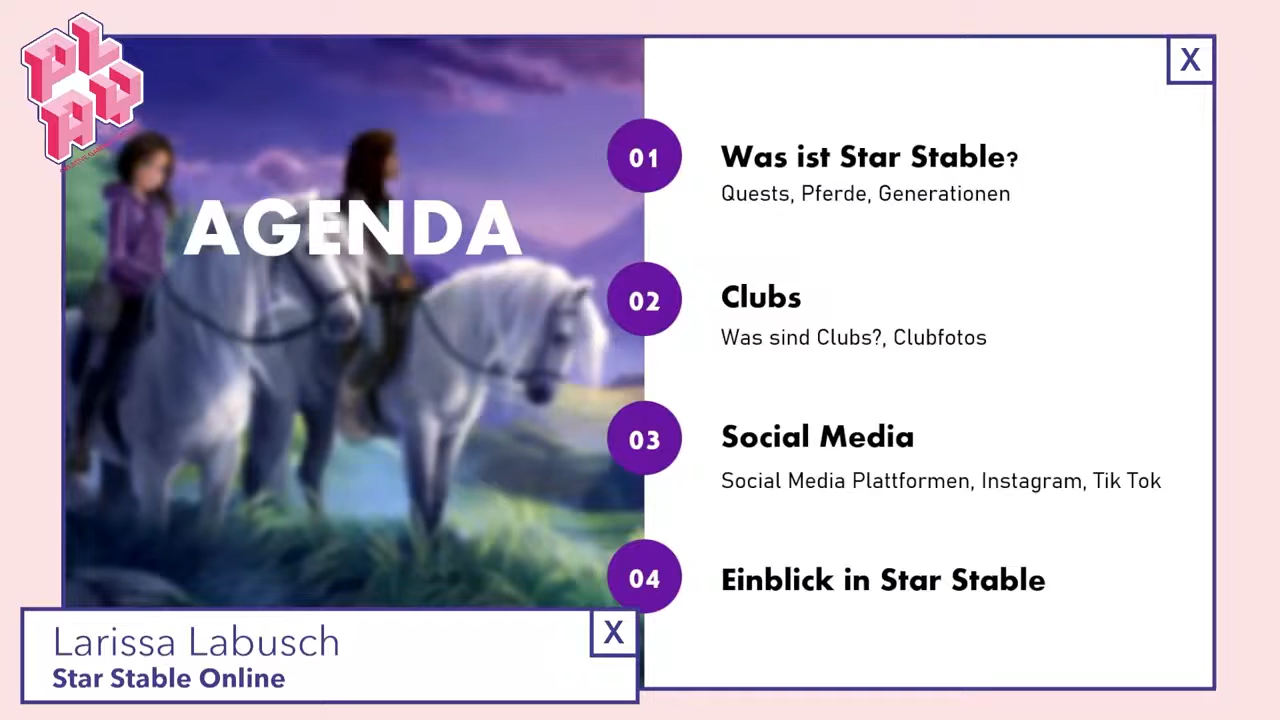 PLAY
X
AGENDA
01
Was ist Star Stable?
Quests, Pferde, Generationen
02
Clubs
Was sind Clubs?, Clubfotos
03
Social Media
Social Media Plattformen, Instagram, Tik Tok
04
Einblick in Star Stable
Larissa Labusch
X
Star Stable Online